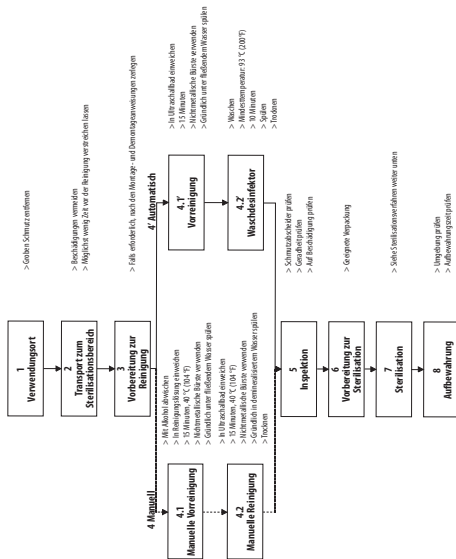 1
Verwendungsort
> Groben Schmutz entfernen
2
Transport zum
Sterilisationsbereich
> Beschädigungen vermeiden
> Möglichst wenig Zeit vor der Reinigung verstreichen lassen
3
Vorbereitung zur
Reinigung
> Falls erforderlich, nach den Montage- und Demontageanweisungen zerlegen
4 Manuell
4.1
Manuelle Vorreinigung
> Mit Alkohol abwischen
> In Reinigungslösung einweichen
> 15 Minuten, 40 °C (104 °F)
> Nichtmetallische Bürste verwenden
> Gründlich unter fließendem Wasser spülen
4.2
Manuelle Reinigung
> In Ultraschallbad einweichen
> 15 Minuten, 40 °C (104 °F)
> Nichtmetallische Bürste verwenden
> Gründlich in demineralisiertem Wasser spülen
> Trocknen
4' Automatisch
4.1'
Vorreinigung
> In Ultraschallbad einweichen
> 15 Minuten
> Nichtmetallische Bürste verwenden
> Gründlich unter fließendem Wasser spülen
4.2'
Waschdesinfektor
> Waschen
> Mindesttemperatur: 93 °C (200 °F)
> 10 Minuten
> Spülen
> Trocknen
5
Inspektion
> Schmutzabscheider prüfen
> Geradheit prüfen
> Auf Beschädigung prüfen
6
Vorbereitung zur
Sterilisation
> Geeignete Verpackung
7
Sterilisation
> Siehe Sterilisationsverfahren weiter unten
8
Aufbewahrung
> Umgebung prüfen
> Aufbewahrungszeit prüfen